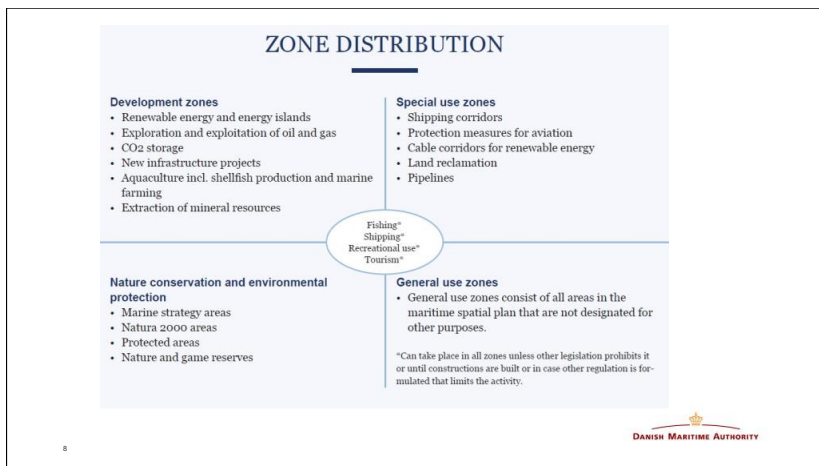 ZONE DISTRIBUTION
Development zones
• Renewable energy and energy islands
• Exploration and exploitation of oil and gas
• CO2 storage
• New infrastructure projects
• Aquaculture incl. shellfish production and marine
farming
• Extraction of mineral resources
Special use zones
• Shipping corridors
• Protection measures for aviation
• Cable corridors for renewable energy
• Land reclamation
• Pipelines
Fishing*
Shipping*
Recreational use*
Tourism*
Nature conservation and environmental
protection
• Marine strategy areas
• Natura 2000 areas
• Protected areas
• Nature and game reserves
General use zones
• General use zones consist of all areas in the
maritime spatial plan that are not designated for
other purposes.
*Can take place in all zones unless other legislation prohibits it
or until constructions are built or in case other regulation is for-
mulated that limits the activity.
DANISH MARITIME AUTHORITY
8